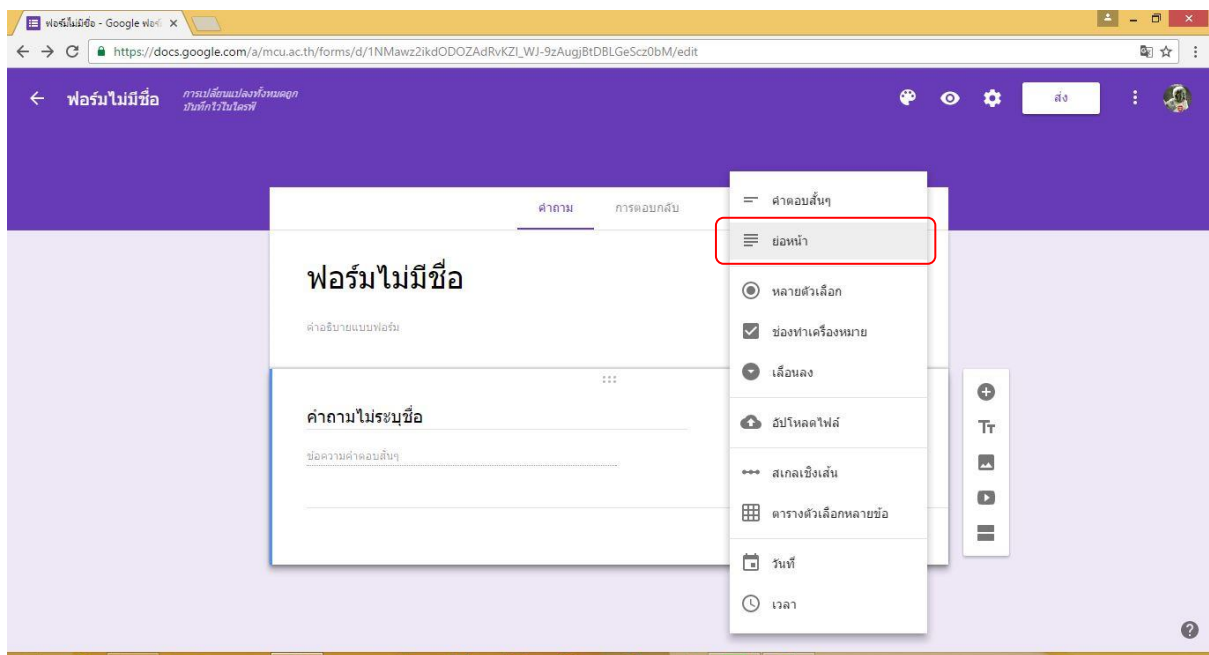 ฟอร์มไม่มีชื่อ - Google ฟอร์
https://docs.google.com/a/mcu.ac.th/forms/d/1NMawz2ikdODOZAdRvKZI_WJ-9zAugjBtDBLGeScz0bM/edit
ฟอร์มไม่มีชื่อ
การเปลี่ยนแปลงทั้งหมดถูก
บันทึกไว้ในไดรฟ์
ส่ง
คำถาม การตอบกลับ
ฟอร์มไม่มีชื่อ
คำอธิบายแบบฟอร์ม
คำถามไม่ระบุชื่อ
ข้อความคำตอบสั้นๆ
คำตอบสั้นๆ
ย่อหน้า
หลายตัวเลือก
ช่องทำเครื่องหมาย
เลื่อนลง
อัปโหลดไฟล์
สเกลเชิงเส้น
ตารางตัวเลือกหลายข้อ
วันที่
เวลา